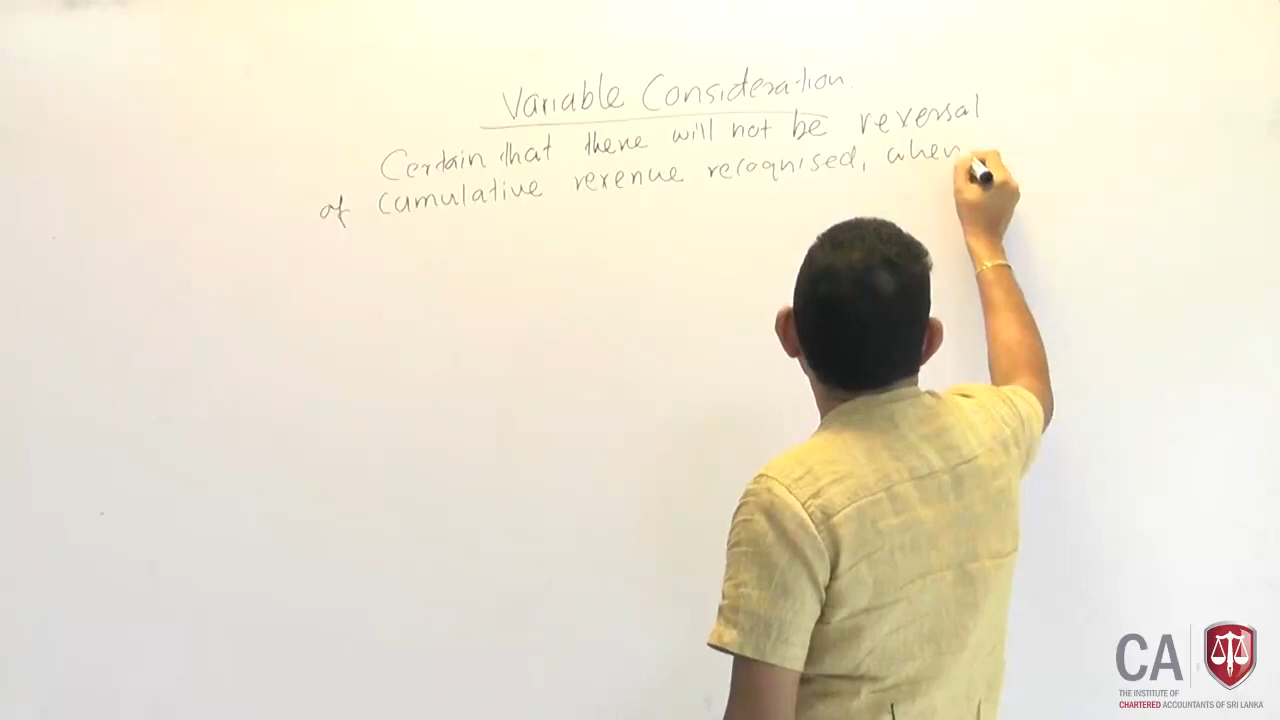 Variable Consideration.
Certain that there will not be reversal
of cumulative revenue recognised, when
CA
THE INSTITUTE OF
CHARTERED ACCOUNTANTS OF SRI LANKA